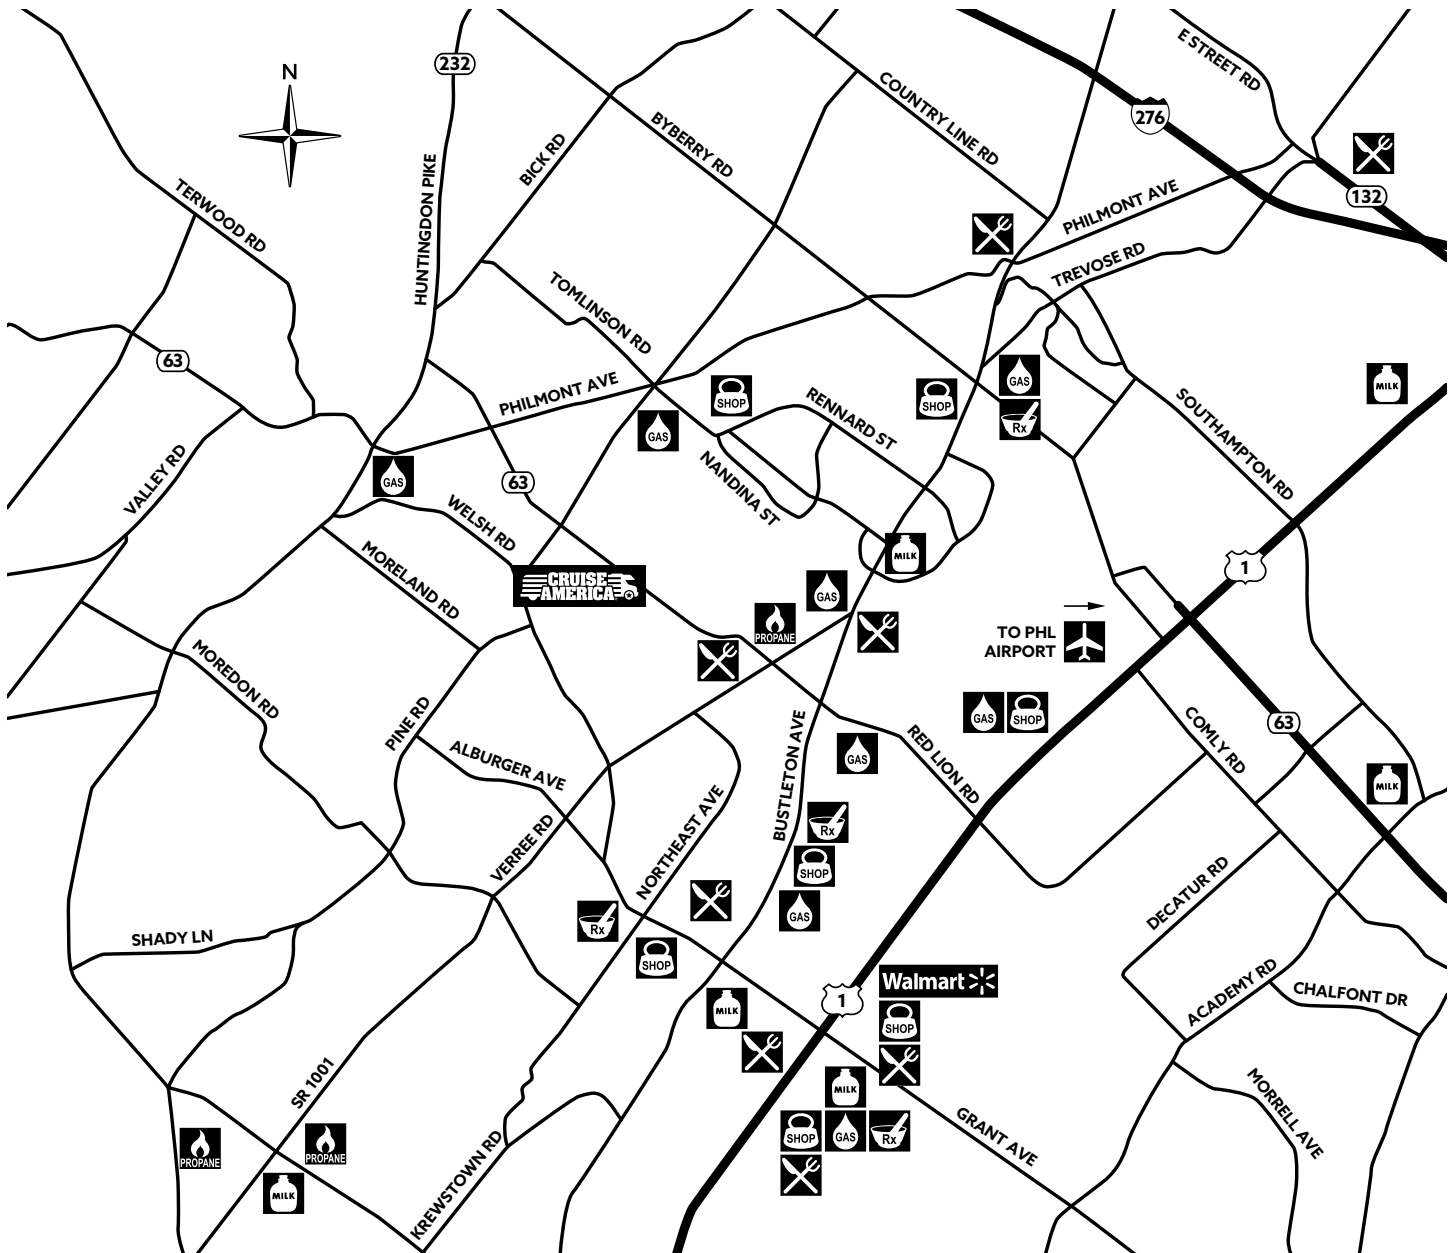 E STREET RD
232
COUNTRY LINE RD
N
276
BYBERRY RD
BICK RD
HUNTINGDON PIKE
TERWOOD RD
132
PHILMONT AVE
TREVOSE RD
TOMLINSON RD
63
GAS
MILK
PHILMONT AVE
SHOP
SHOP
RENNARD ST
Rx
SOUTHAMPTON RD
GAS
VALLEY RD
GAS
63
NANDINA ST
WELSH RD
MILK
MORELAND RD
1
CRUISE
AMERICA
GAS
PROPANE
TO PHL
AIRPORT
MOREDON RD
PINE RD
GAS
SHOP
63
COMLY RD
RED LION RD
BUSTLETON AVE
ALBURGER AVE
GAS
MILK
Rx
NORTHEAST AVE
VERREE RD
SHOP
DECATUR RD
GAS
Rx
SHADY LN
SHOP
Walmart
ACADEMY RD
CHALFONT DR
1
MILK
SHOP
SR 1001
MILK
MORRELL AVE
GRANT AVE
PROPANE
PROPANE
SHOP
GAS
Rx
KREWSTOWN RD
MILK